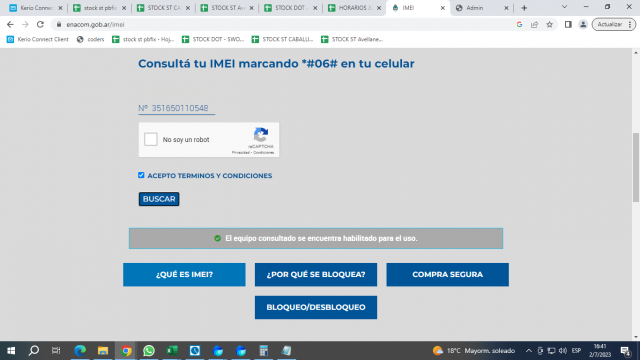 stock st pbfix
STOCK ST CA
STOCK ST Av
STOCK DOT -
HORARIOS
IMEI
Admin
enacom.gob.ar/imei
Actualizar
Kerio Connect Client
coders
stock st pbfix - Hoj...
STOCK DOT - SWO...
STOCK ST CABALLI...
STOCK ST Avellane...
Consultá tu IMEI marcando *#06# en tu celular
Nº 351650110548
No soy un robot
reCAPTCHA
Privacidad - Condiciones
ACEPTO TERMINOS Y CONDICIONES
BUSCAR
El equipo consultado se encuentra habilitado para el uso.
¿QUÉ ES IMEI?
¿POR QUÉ SE BLOQUEA?
COMPRA SEGURA
BLOQUEO/DESBLOQUEO
18°C Mayorm. soleado
ESP
16:41
2/7/2023